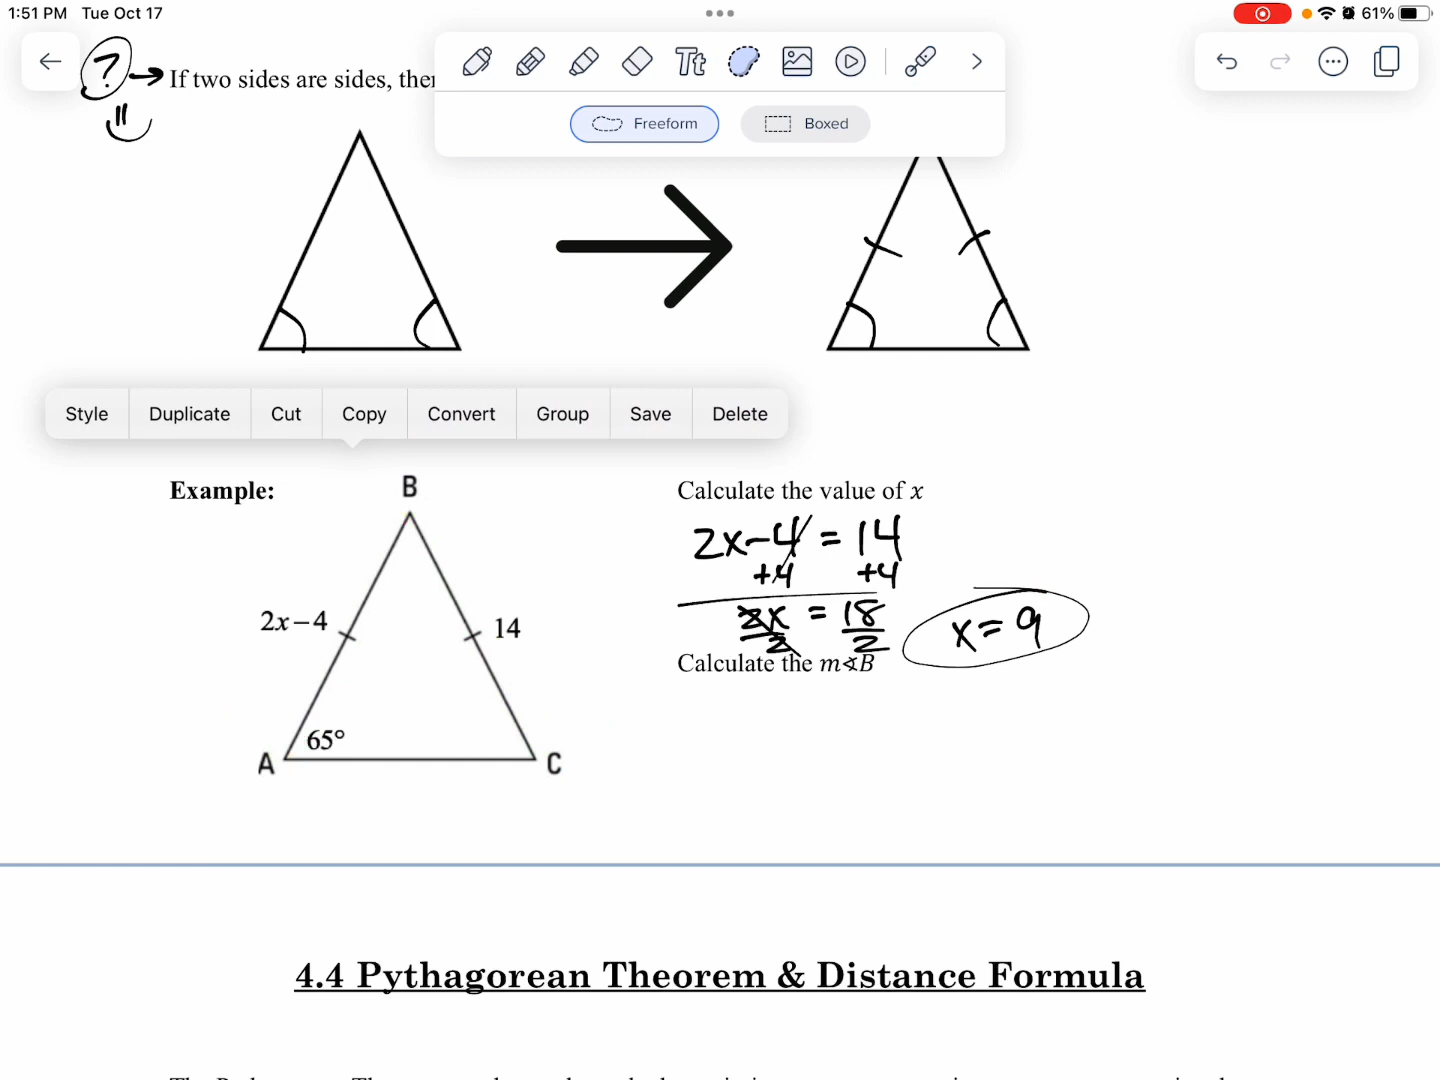 1:51 PM Tue Oct 17
61%
? → If two sides are sides, then
Tt
Freeform
Boxed
Style Duplicate Cut Copy Convert Group Save Delete
Example:
B
2x−4
14
65°
A
C
Calculate the value of x
2x-4 = 14
+4 +4
2x = 18
2 2
x = 9
Calculate the m∢B
4.4 Pythagorean Theorem & Distance Formula